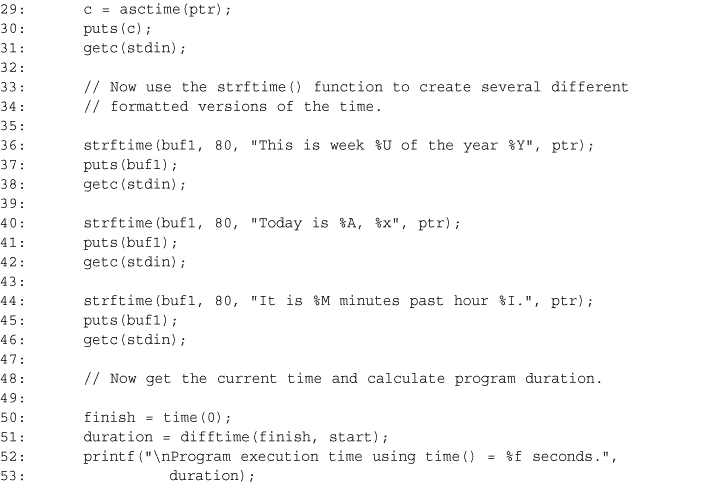 29:      c = asctime(ptr);
30:      puts(c);
31:      getc(stdin);
32:
33:      // Now use the strftime() function to create several different
34:      // formatted versions of the time.
35:
36:      strftime(buf1, 80, "This is week %U of the year %Y", ptr);
37:      puts(buf1);
38:      getc(stdin);
39:
40:      strftime(buf1, 80, "Today is %A, %x", ptr);
41:      puts(buf1);
42:      getc(stdin);
43:
44:      strftime(buf1, 80, "It is %M minutes past hour %I.", ptr);
45:      puts(buf1);
46:      getc(stdin);
47:
48:      // Now get the current time and calculate program duration.
49:
50:      finish = time(0);
51:      duration = difftime(finish, start);
52:      printf("\nProgram execution time using time() = %f seconds.",
53:                duration);